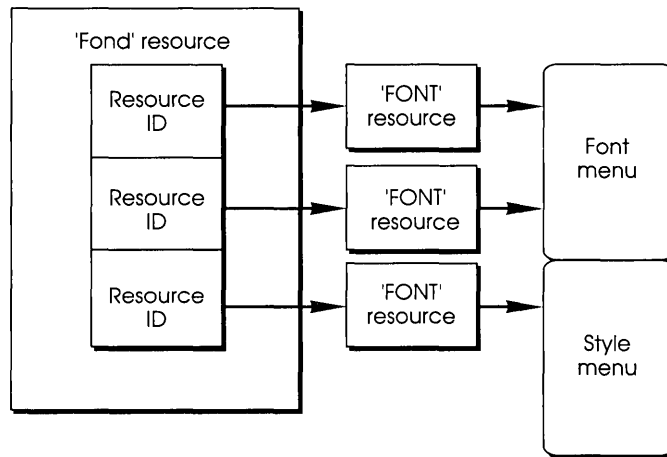 'Fond' resource
Resource
ID
'FONT'
resource
Resource
ID
'FONT'
resource
Font
menu
Resource
ID
'FONT'
resource
Style
menu